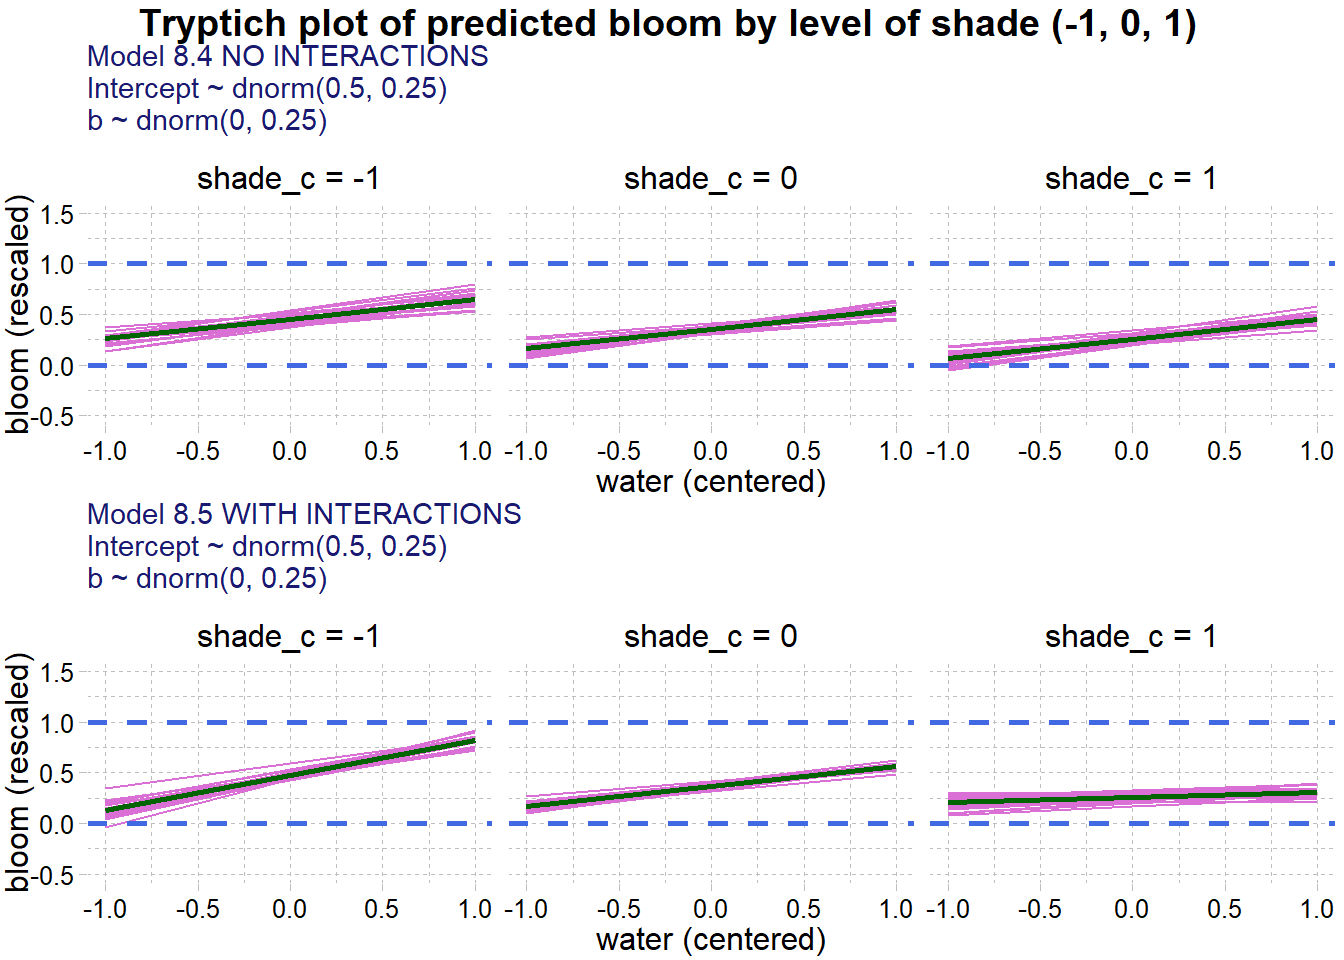 Tryptich plot of predicted bloom by level of shade (-1, 0, 1)
Model 8.4 NO INTERACTIONS
Intercept ~ dnorm(0.5, 0.25)
b ~ dnorm(0, 0.25)
shade_c = -1 shade_c = 0 shade_c = 1
bloom (rescaled)
1.5
1.0
0.5
0.0
-0.5
-1.0 -0.5 0.0 0.5 1.0 -1.0 -0.5 0.0 0.5 1.0 -1.0 -0.5 0.0 0.5 1.0
water (centered)
Model 8.5 WITH INTERACTIONS
Intercept ~ dnorm(0.5, 0.25)
b ~ dnorm(0, 0.25)
shade_c = -1 shade_c = 0 shade_c = 1
bloom (rescaled)
1.5
1.0
0.5
0.0
-0.5
-1.0 -0.5 0.0 0.5 1.0 -1.0 -0.5 0.0 0.5 1.0 -1.0 -0.5 0.0 0.5 1.0
water (centered)